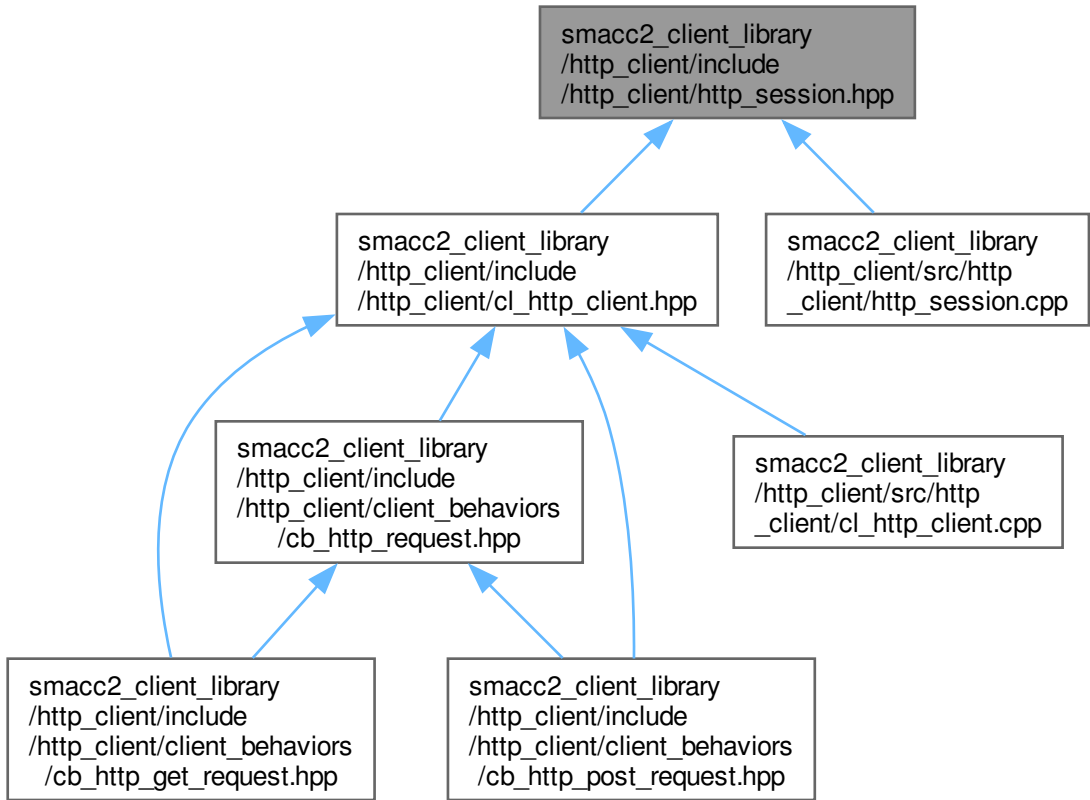 smacc2_client_library
/http_client/include
/http_client/http_session.hpp
smacc2_client_library
/http_client/include
/http_client/cl_http_client.hpp
smacc2_client_library
/http_client/src/http
_client/http_session.cpp
smacc2_client_library
/http_client/include
/http_client/client_behaviors
/cb_http_request.hpp
smacc2_client_library
/http_client/src/http
_client/cl_http_client.cpp
smacc2_client_library
/http_client/include
/http_client/client_behaviors
/cb_http_get_request.hpp
smacc2_client_library
/http_client/include
/http_client/client_behaviors
/cb_http_post_request.hpp